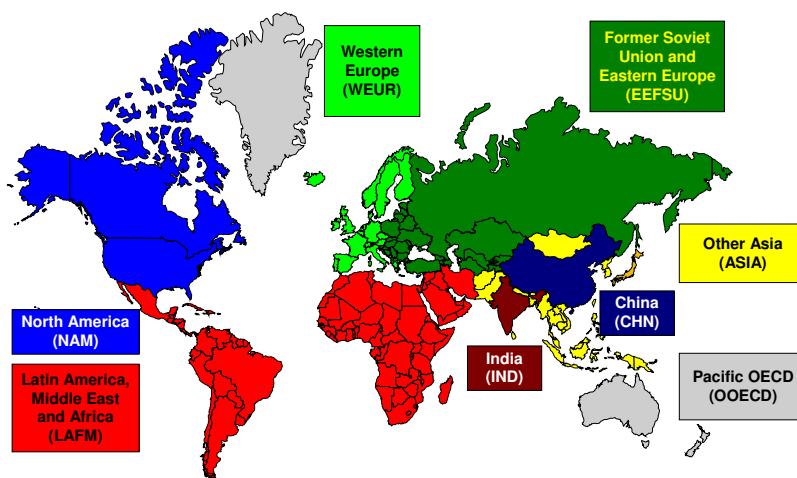 Western
Europe
(WEUR)
Former Soviet
Union and
Eastern Europe
(EEFSU)
Other Asia
(ASIA)
China
(CHN)
North America
(NAM)
India
(IND)
Latin America,
Middle East
and Africa
(LAFM)
Pacific OECD
(OOECD)